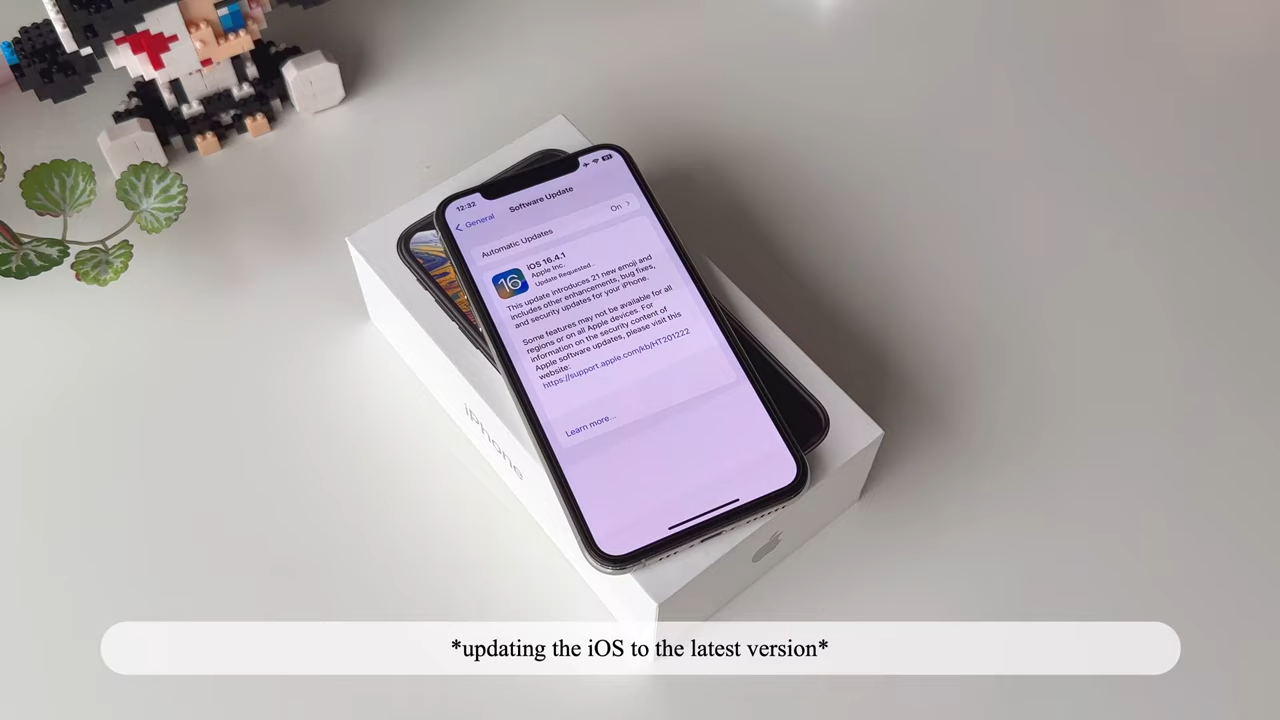 12:32
General
Software Update
Automatic Updates
On
16
iOS 16.4.1
Apple Inc.
Update Requested...
This update introduces 21 new emoji and
includes other enhancements, bug fixes,
and security updates for your iPhone.
Some features may not be available for all
regions or on all Apple devices. For
information on the security content of
Apple software updates, please visit this
website:
https://support.apple.com/kb/HT201222
Learn more...
iPhone
*updating the iOS to the latest version*